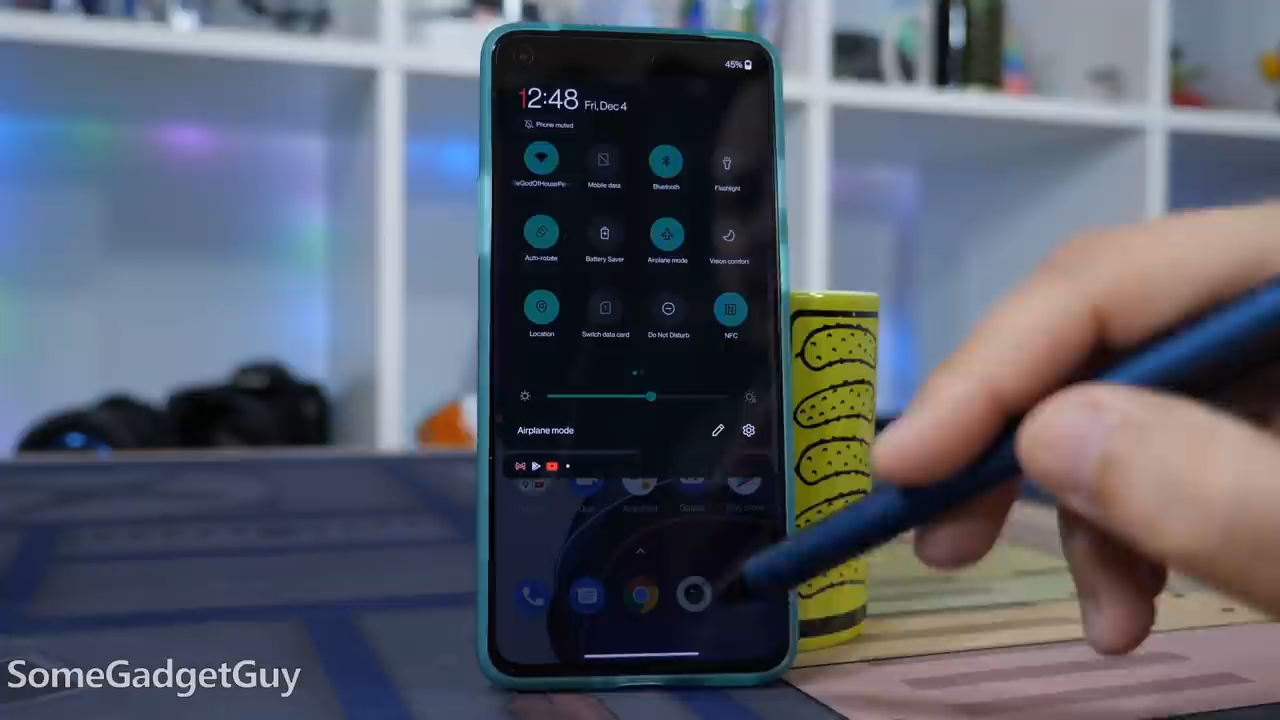 45%
12:48 Fri, Dec 4
Phone muted
Mobile data Bluetooth Flashlight
Auto-rotate Battery Saver Airplane mode Vision comfort
Location Switch data card Do Not Disturb NFC
Airplane mode
Duo
SomeGadgetGuy